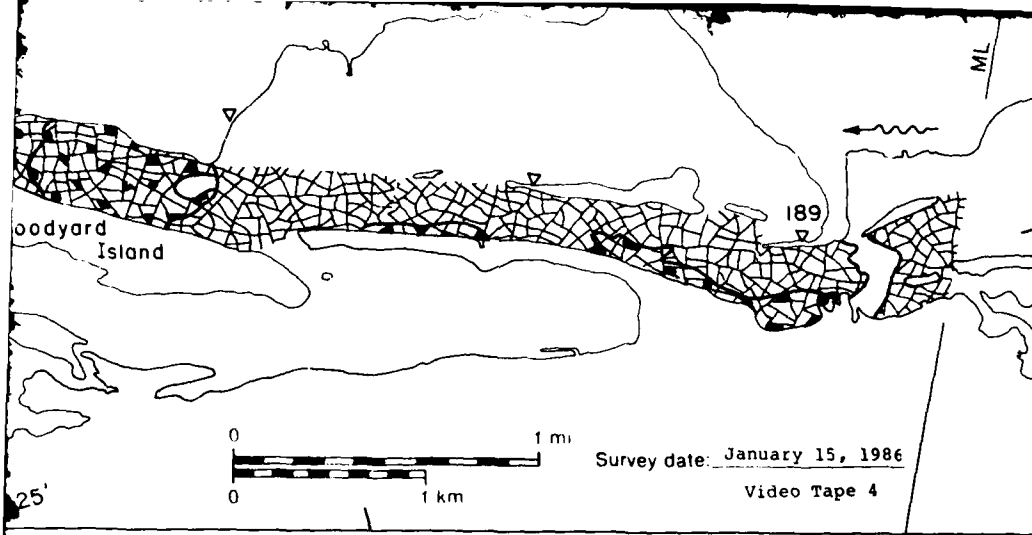 ML
189
oodyard
Island
0 1 mi
0 1 km
Survey date: January 15, 1986
Video Tape 4
25'